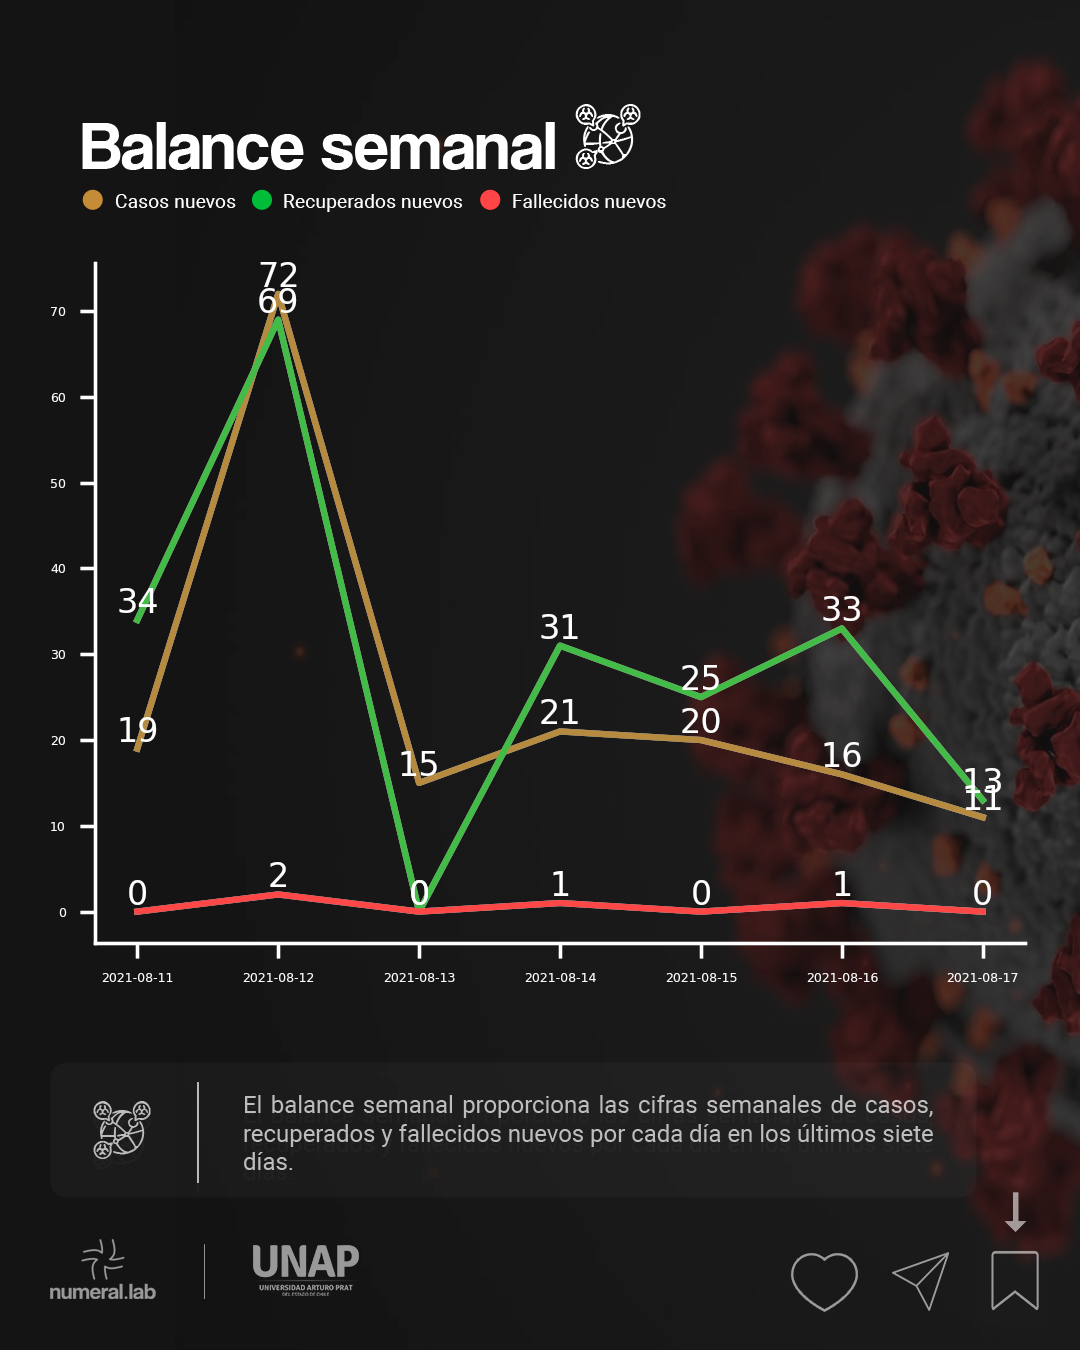 Balance semanal
Casos nuevos Recuperados nuevos Fallecidos nuevos
72
69
70
60
50
40
34
33
31
30
25
21
20
20
19
16
15
13
11
10
2
1
1
0
0
0
0
0
2021-08-11 2021-08-12 2021-08-13 2021-08-14 2021-08-15 2021-08-16 2021-08-17
El balance semanal proporciona las cifras semanales de casos,
recuperados y fallecidos nuevos por cada día en los últimos siete
días.
numeral.lab
UNAP
UNIVERSIDAD ARTURO PRAT
DEL ESTADO DE CHILE